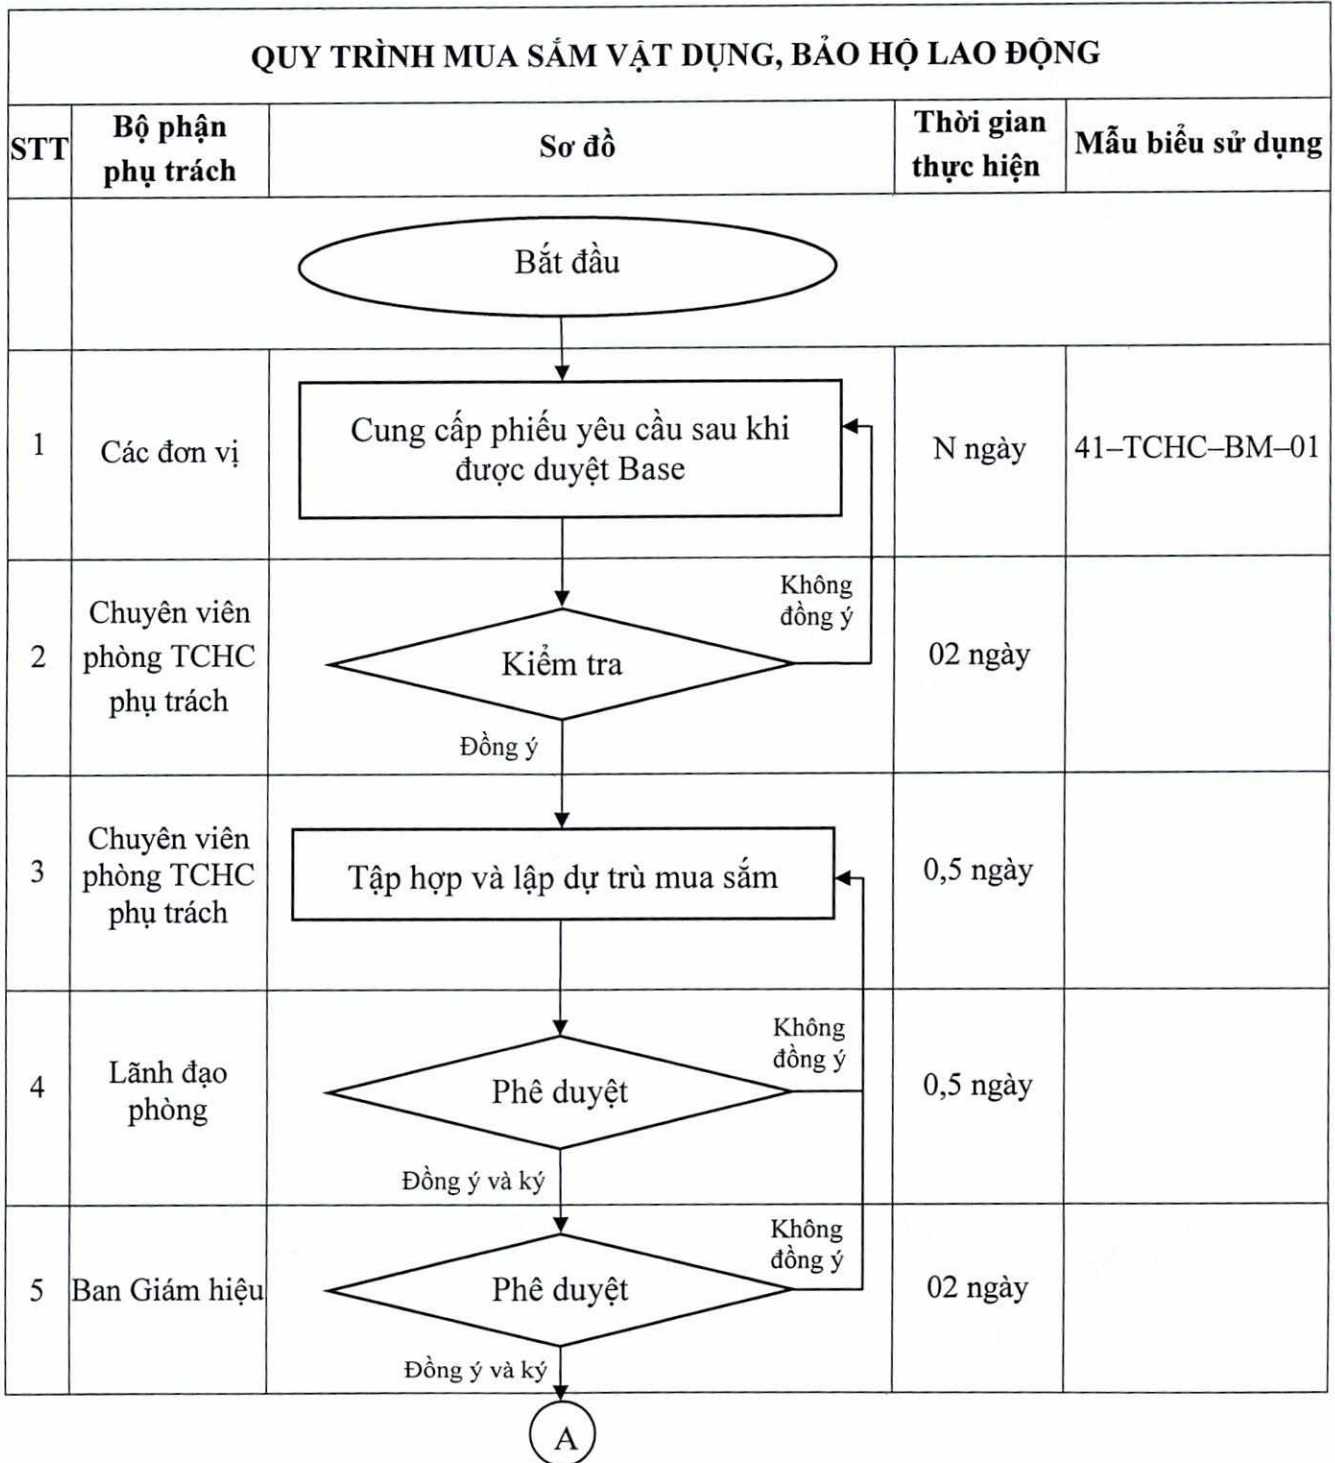 QUY TRÌNH MUA SẮM VẬT DỤNG, BẢO HỘ LAO ĐỘNG
STT
Bộ phận
phụ trách
Sơ đồ
Thời gian
thực hiện
Mẫu biểu sử dụng
Bắt đầu
1
Các đơn vị
Cung cấp phiếu yêu cầu sau khi
được duyệt Base
N ngày
41–TCHC–BM–01
2
Chuyên viên
phòng TCHC
phụ trách
Kiểm tra
Không
đồng ý
02 ngày
Đồng ý
3
Chuyên viên
phòng TCHC
phụ trách
Tập hợp và lập dự trù mua sắm
0,5 ngày
4
Lãnh đạo
phòng
Phê duyệt
Không
đồng ý
0,5 ngày
Đồng ý và ký
5
Ban Giám hiệu
Phê duyệt
Không
đồng ý
02 ngày
Đồng ý và ký
A